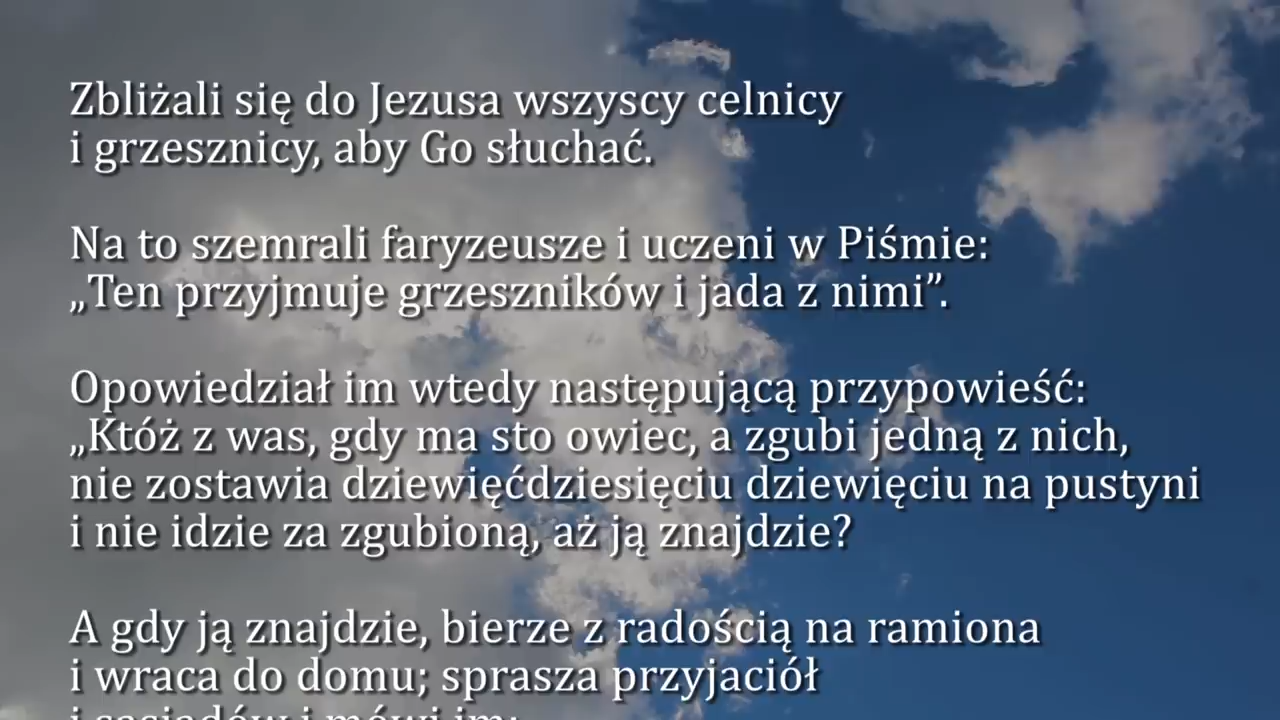 Zbliżali się do Jezusa wszyscy celnicy
i grzesznicy, aby Go słuchać.
Na to szemrali faryzeusze i uczeni w Piśmie:
„Ten przyjmuje grzeszników i jada z nimi”.
Opowiedział im wtedy następującą przypowieść:
„Któż z was, gdy ma sto owiec, a zgubi jedną z nich,
nie zostawia dziewięćdziesięciu dziewięciu na pustyni
i nie idzie za zgubioną, aż ją znajdzie?
A gdy ją znajdzie, bierze z radością na ramiona
i wraca do domu; sprasza przyjaciół
i sąsiadów i mówi im: